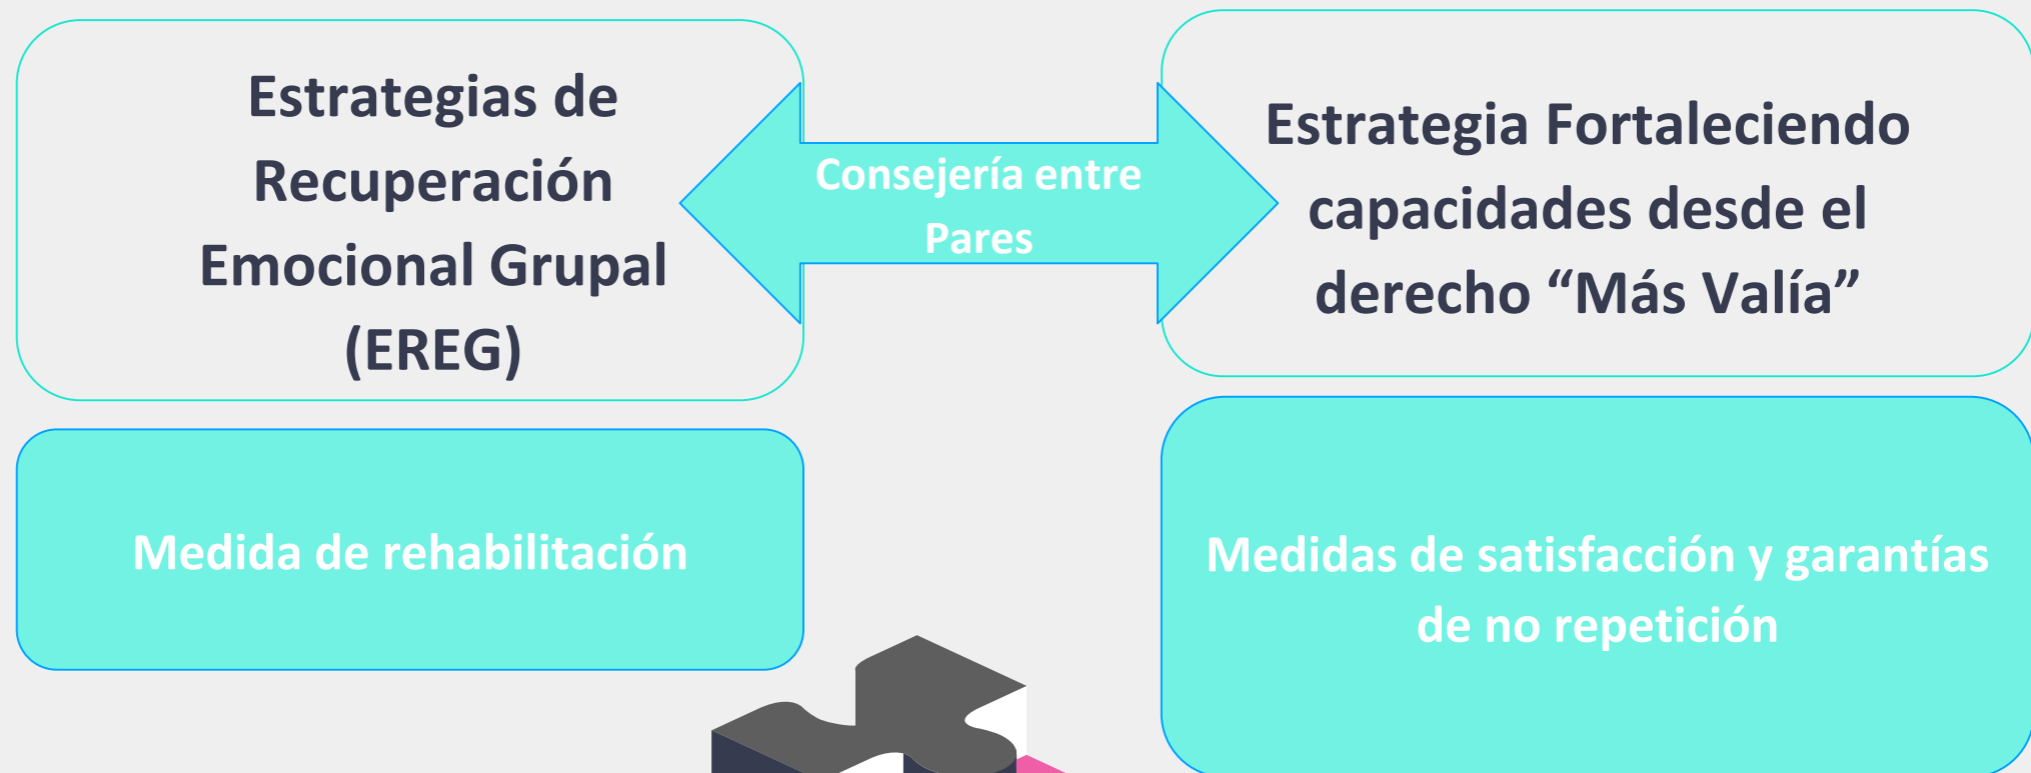 Estrategias de
Recuperación
Emocional Grupal
(EREG)
Consejería entre
Pares
Estrategia Fortaleciendo
capacidades desde el
derecho “Más Valía”
Medida de rehabilitación
Medidas de satisfacción y garantías
de no repetición